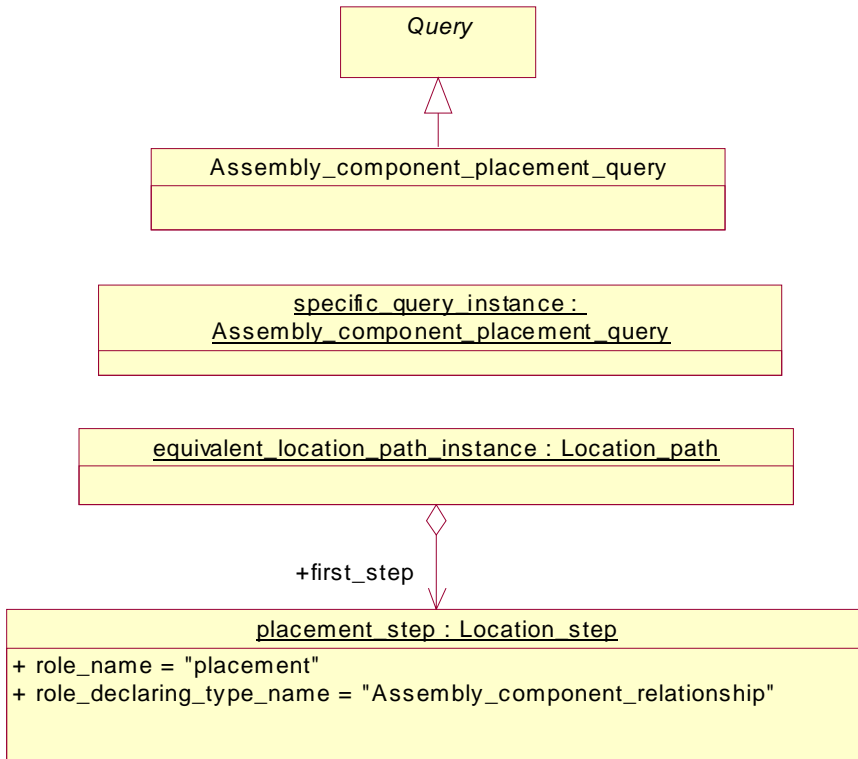 Query
Assembly_component_placement_query
specific_query_instance :
Assembly_component_placement_query
equivalent_location_path_instance : Location_path
+first_step
placement_step : Location_step
+ role_name = "placement"
+ role_declaring_type_name = "Assembly_component_relationship"